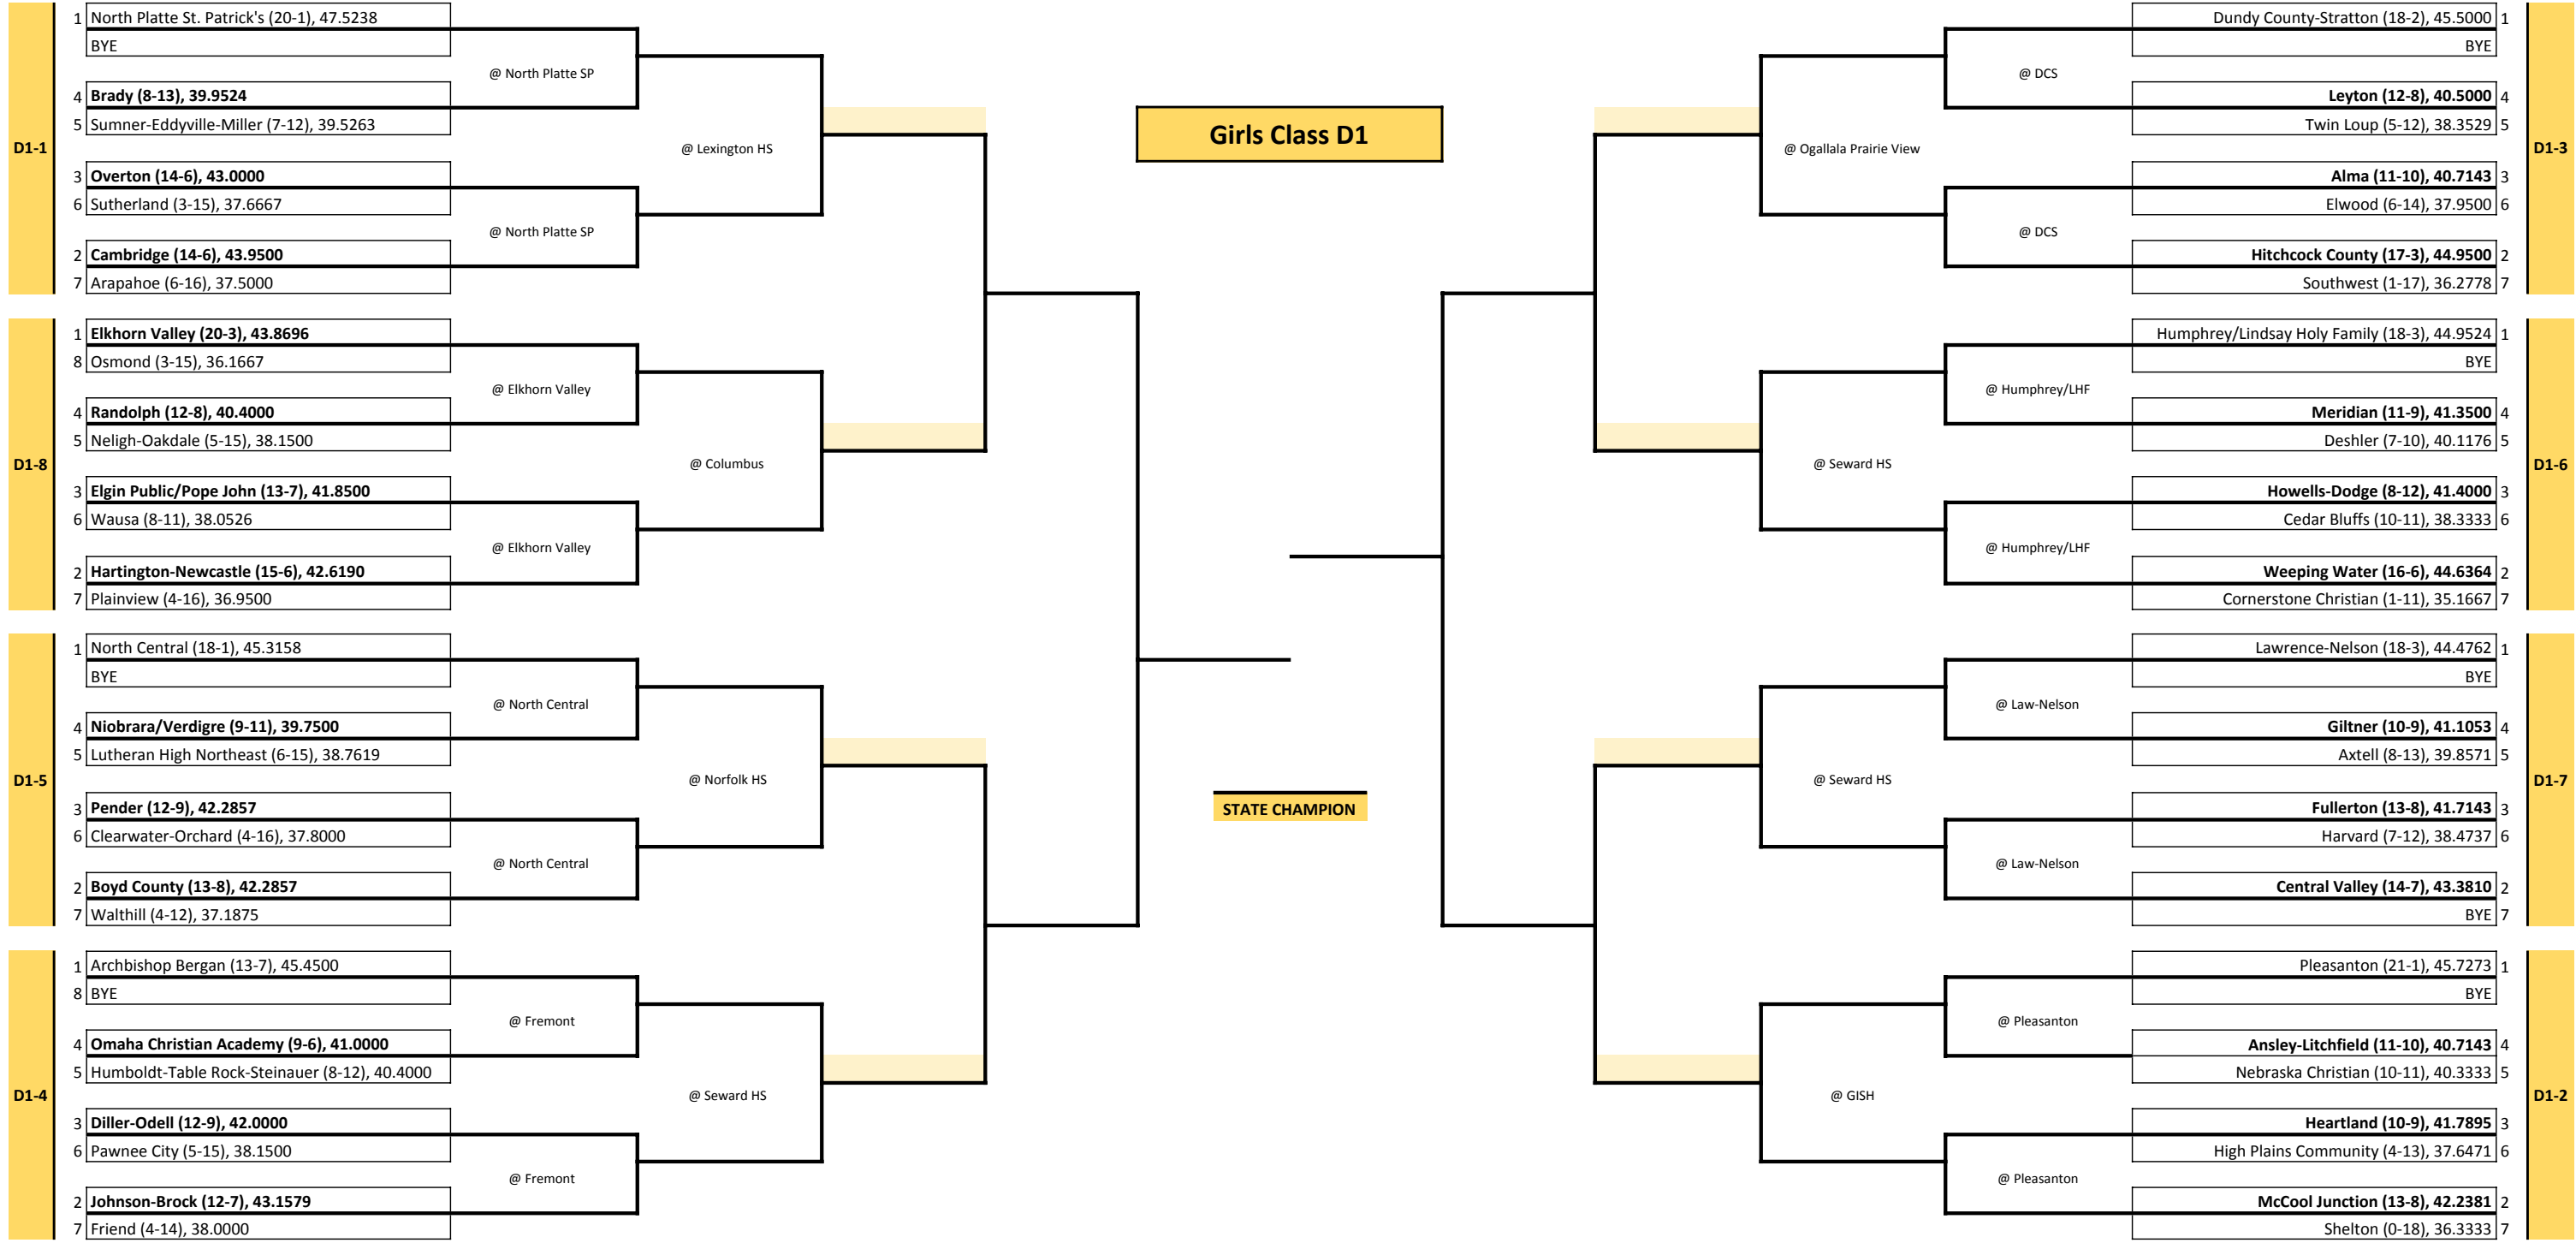 Girls Class D1
D1-1
1 North Platte St. Patrick's (20-1), 47.5238
BYE
@ North Platte SP
4 Brady (8-13), 39.9524
5 Sumner-Eddyville-Miller (7-12), 39.5263
@ Lexington HS
3 Overton (14-6), 43.0000
6 Sutherland (3-15), 37.6667
@ North Platte SP
2 Cambridge (14-6), 43.9500
7 Arapahoe (6-16), 37.5000
D1-8
1 Elkhorn Valley (20-3), 43.8696
8 Osmond (3-15), 36.1667
@ Elkhorn Valley
4 Randolph (12-8), 40.4000
5 Neligh-Oakdale (5-15), 38.1500
@ Columbus
3 Elgin Public/Pope John (13-7), 41.8500
6 Wausa (8-11), 38.0526
@ Elkhorn Valley
2 Hartington-Newcastle (15-6), 42.6190
7 Plainview (4-16), 36.9500
D1-5
1 North Central (18-1), 45.3158
BYE
@ North Central
4 Niobrara/Verdigre (9-11), 39.7500
5 Lutheran High Northeast (6-15), 38.7619
@ Norfolk HS
3 Pender (12-9), 42.2857
6 Clearwater-Orchard (4-16), 37.8000
@ North Central
2 Boyd County (13-8), 42.2857
7 Walthill (4-12), 37.1875
D1-4
1 Archbishop Bergan (13-7), 45.4500
8 BYE
@ Fremont
4 Omaha Christian Academy (9-6), 41.0000
5 Humboldt-Table Rock-Steinauer (8-12), 40.4000
@ Seward HS
3 Diller-Odell (12-9), 42.0000
6 Pawnee City (5-15), 38.1500
@ Fremont
2 Johnson-Brock (12-7), 43.1579
7 Friend (4-14), 38.0000
STATE CHAMPION
Dundy County-Stratton (18-2), 45.5000 1
BYE
@ DCS
Leyton (12-8), 40.5000 4
Twin Loup (5-12), 38.3529 5
@ Ogallala Prairie View
D1-3
Alma (11-10), 40.7143 3
Elwood (6-14), 37.9500 6
@ DCS
Hitchcock County (17-3), 44.9500 2
Southwest (1-17), 36.2778 7
Humphrey/Lindsay Holy Family (18-3), 44.9524 1
BYE
@ Humphrey/LHF
Meridian (11-9), 41.3500 4
Deshler (7-10), 40.1176 5
@ Seward HS
D1-6
Howells-Dodge (8-12), 41.4000 3
Cedar Bluffs (10-11), 38.3333 6
@ Humphrey/LHF
Weeping Water (16-6), 44.6364 2
Cornerstone Christian (1-11), 35.1667 7
Lawrence-Nelson (18-3), 44.4762 1
BYE
@ Law-Nelson
Giltner (10-9), 41.1053 4
Axtell (8-13), 39.8571 5
@ Seward HS
D1-7
Fullerton (13-8), 41.7143 3
Harvard (7-12), 38.4737 6
@ Law-Nelson
Central Valley (14-7), 43.3810 2
BYE 7
Pleasanton (21-1), 45.7273 1
BYE
@ Pleasanton
Ansley-Litchfield (11-10), 40.7143 4
Nebraska Christian (10-11), 40.3333 5
@ GISH
D1-2
Heartland (10-9), 41.7895 3
High Plains Community (4-13), 37.6471 6
@ Pleasanton
McCool Junction (13-8), 42.2381 2
Shelton (0-18), 36.3333 7